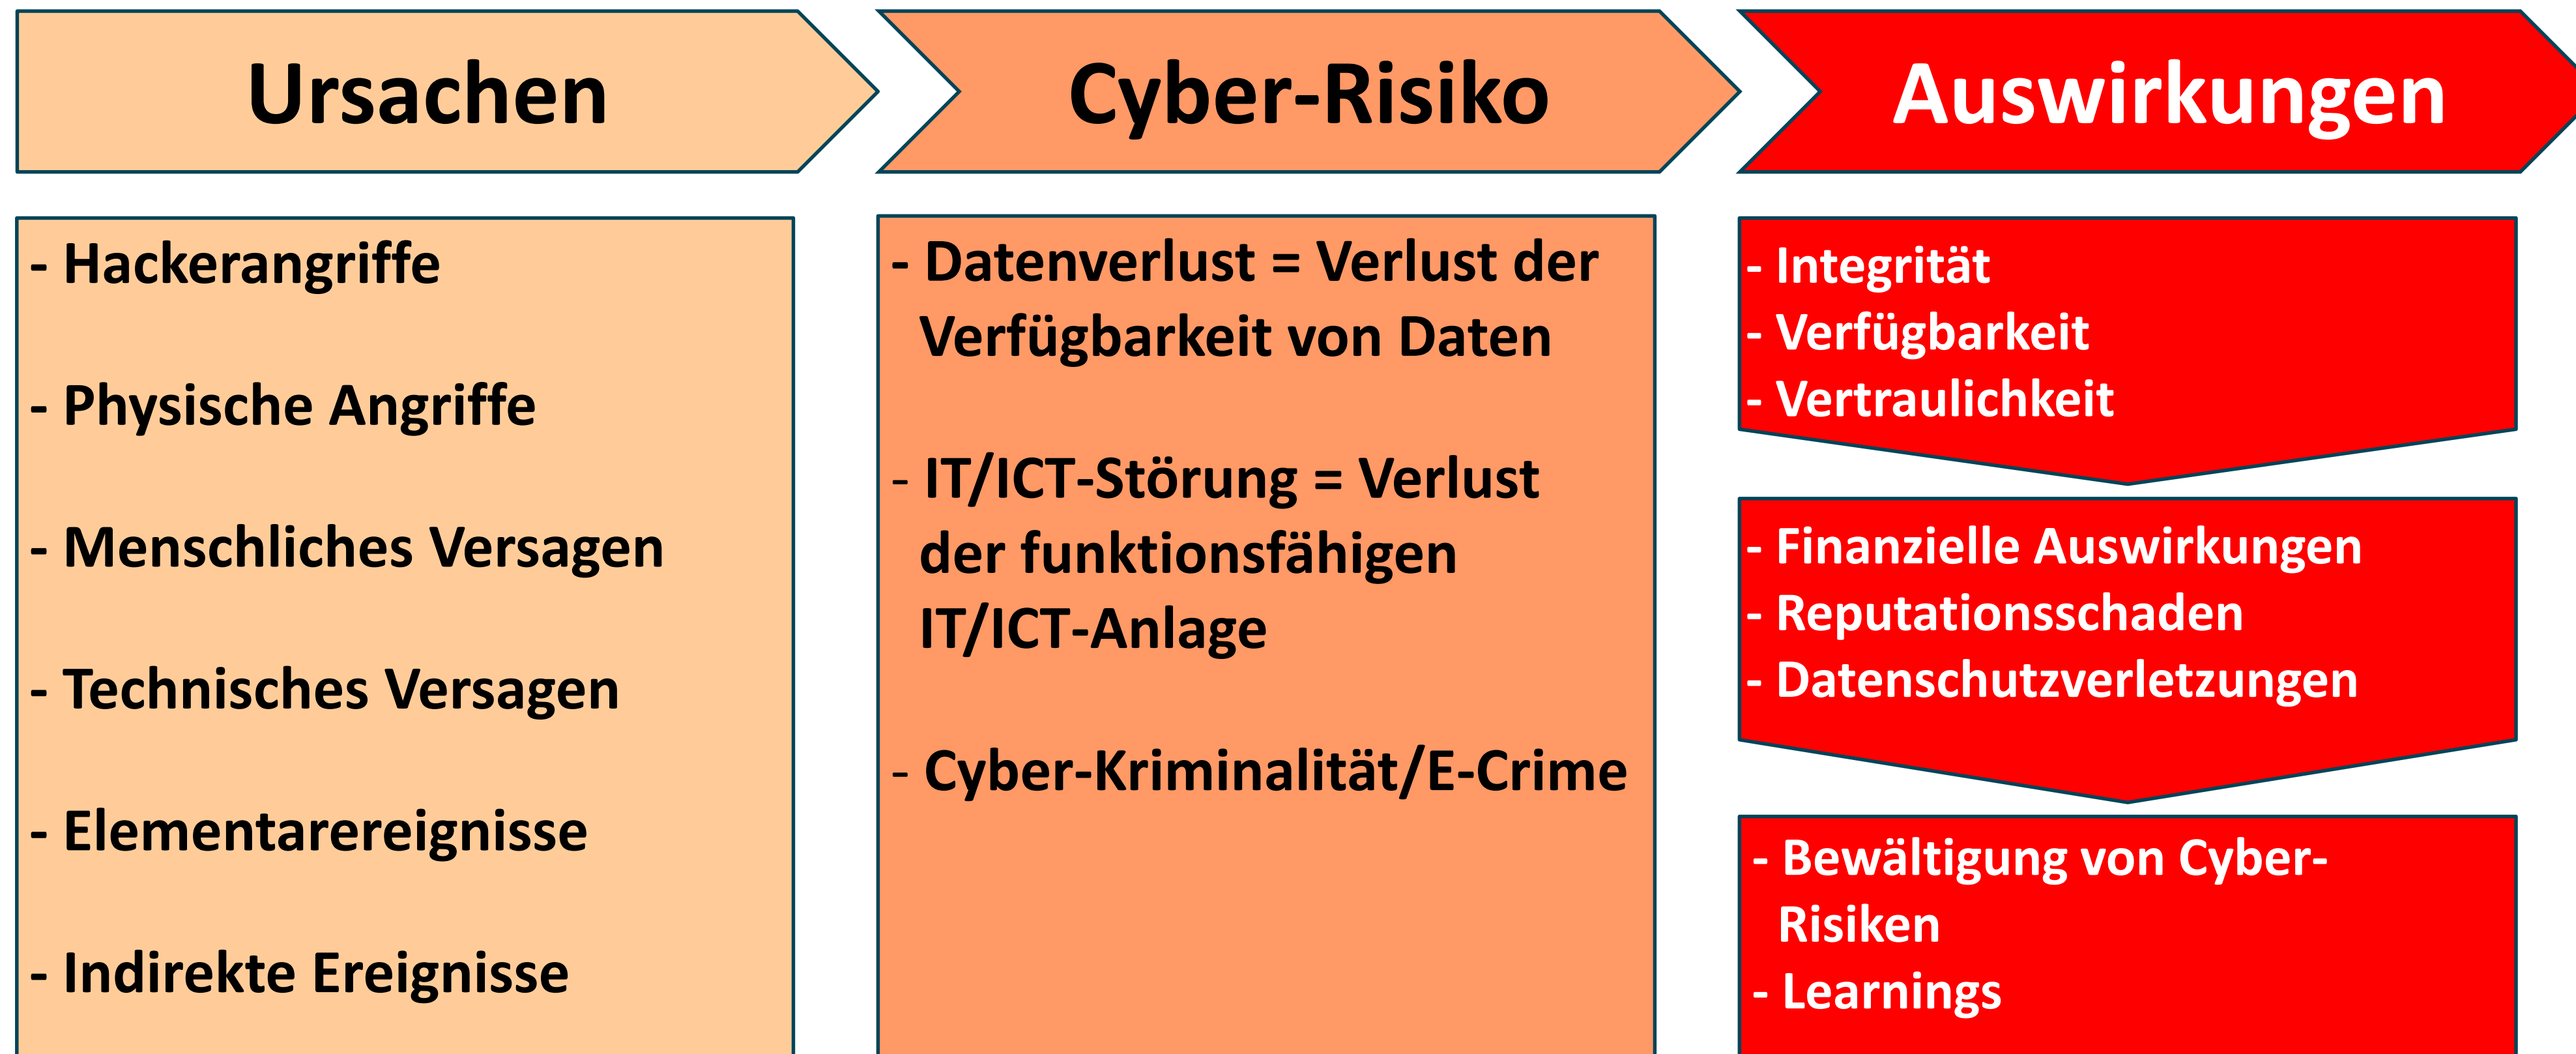 Ursachen
Cyber-Risiko
Auswirkungen
- Hackerangriffe
- Physische Angriffe
- Menschliches Versagen
- Technisches Versagen
- Elementarereignisse
- Indirekte Ereignisse
- Datenverlust = Verlust der
Verfügbarkeit von Daten
- IT/ICT-Störung = Verlust
der funktionsfähigen
IT/ICT-Anlage
- Cyber-Kriminalität/E-Crime
- Integrität
- Verfügbarkeit
- Vertraulichkeit
- Finanzielle Auswirkungen
- Reputationsschaden
- Datenschutzverletzungen
- Bewältigung von Cyber-
Risiken
- Learnings